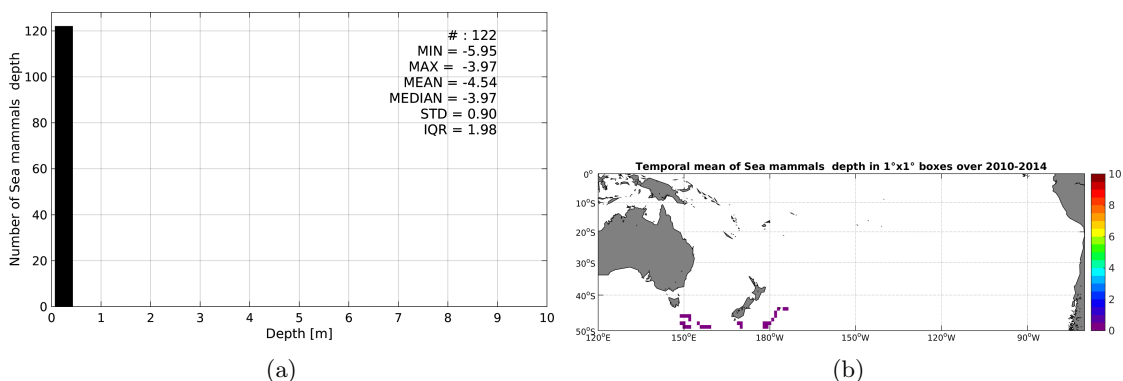 120
100
80
60
40
20
0
Number of Sea mammals depth
# : 122
MIN = -5.95
MAX = -3.97
MEAN = -4.54
MEDIAN = -3.97
STD = 0.90
IQR = 1.98
0 1 2 3 4 5 6 7 8 9 10
Depth [m]
(a)
Temporal mean of Sea mammals depth in 1°x1° boxes over 2010-2014
0°
10°S
20°S
30°S
40°S
50°S
120°E 150°E 180°W 150°W 120°W 90°W
10
8
6
4
2
0
(b)